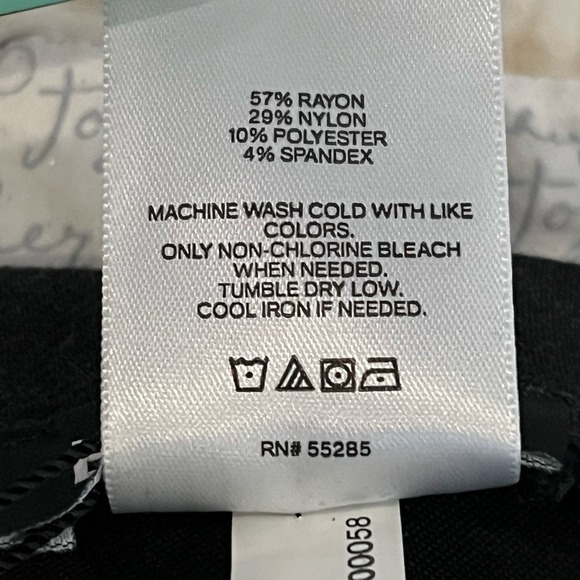 57% RAYON
29% NYLON
10% POLYESTER
4% SPANDEX
MACHINE WASH COLD WITH LIKE
COLORS.
ONLY NON-CHLORINE BLEACH
WHEN NEEDED.
TUMBLE DRY LOW.
COOL IRON IF NEEDED.
RN# 55285
00058